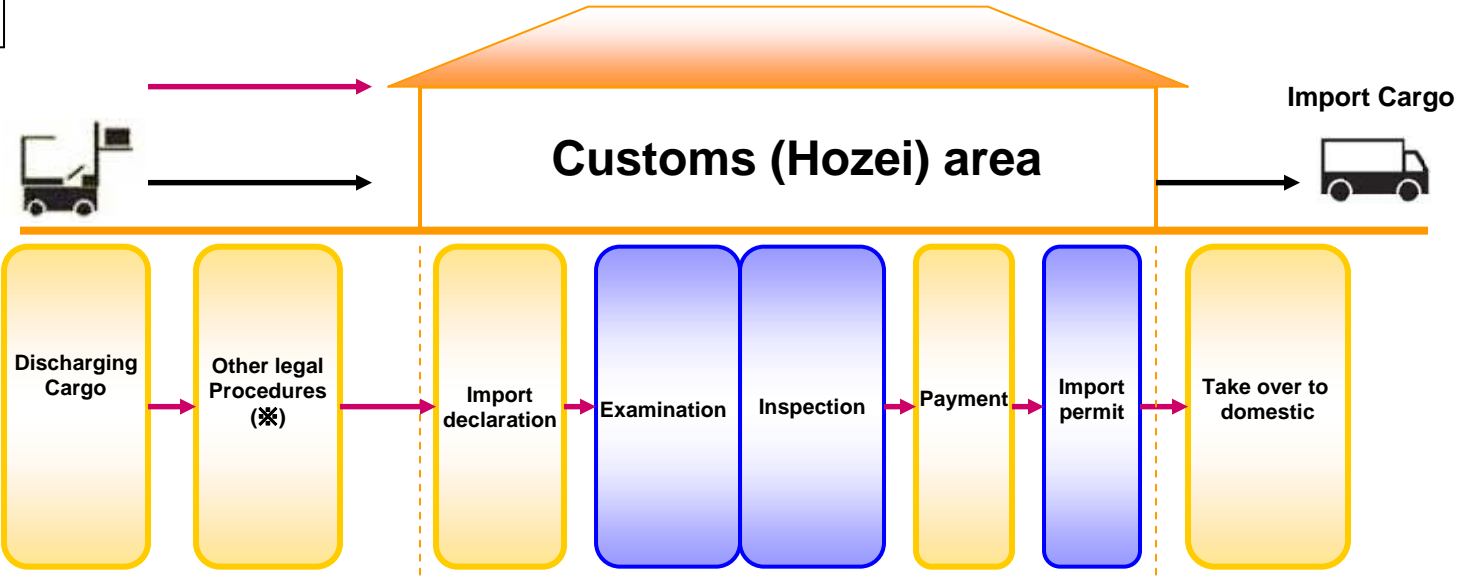 Import Cargo
Customs (Hozei) area
Discharging
Cargo
Other legal
Procedures
(※)
Import
declaration
Examination
Inspection
Payment
Import
permit
Take over to
domestic